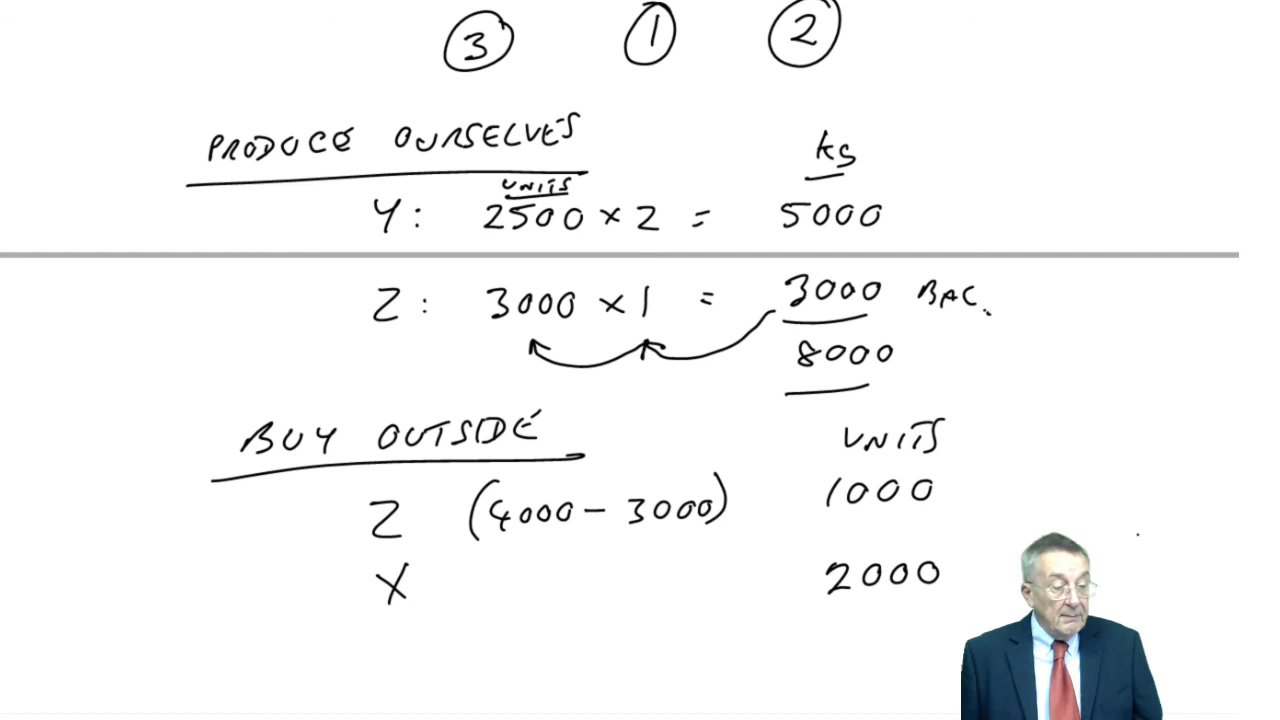 3 1 2
PRODUCE OURSELVES
kg
UNITS
Y: 2500 × 2 = 5000
Z: 3000 × 1 = 3000 BAL.
8000
BUY OUTSIDE UNITS
Z (4000 - 3000) 1000
X 2000